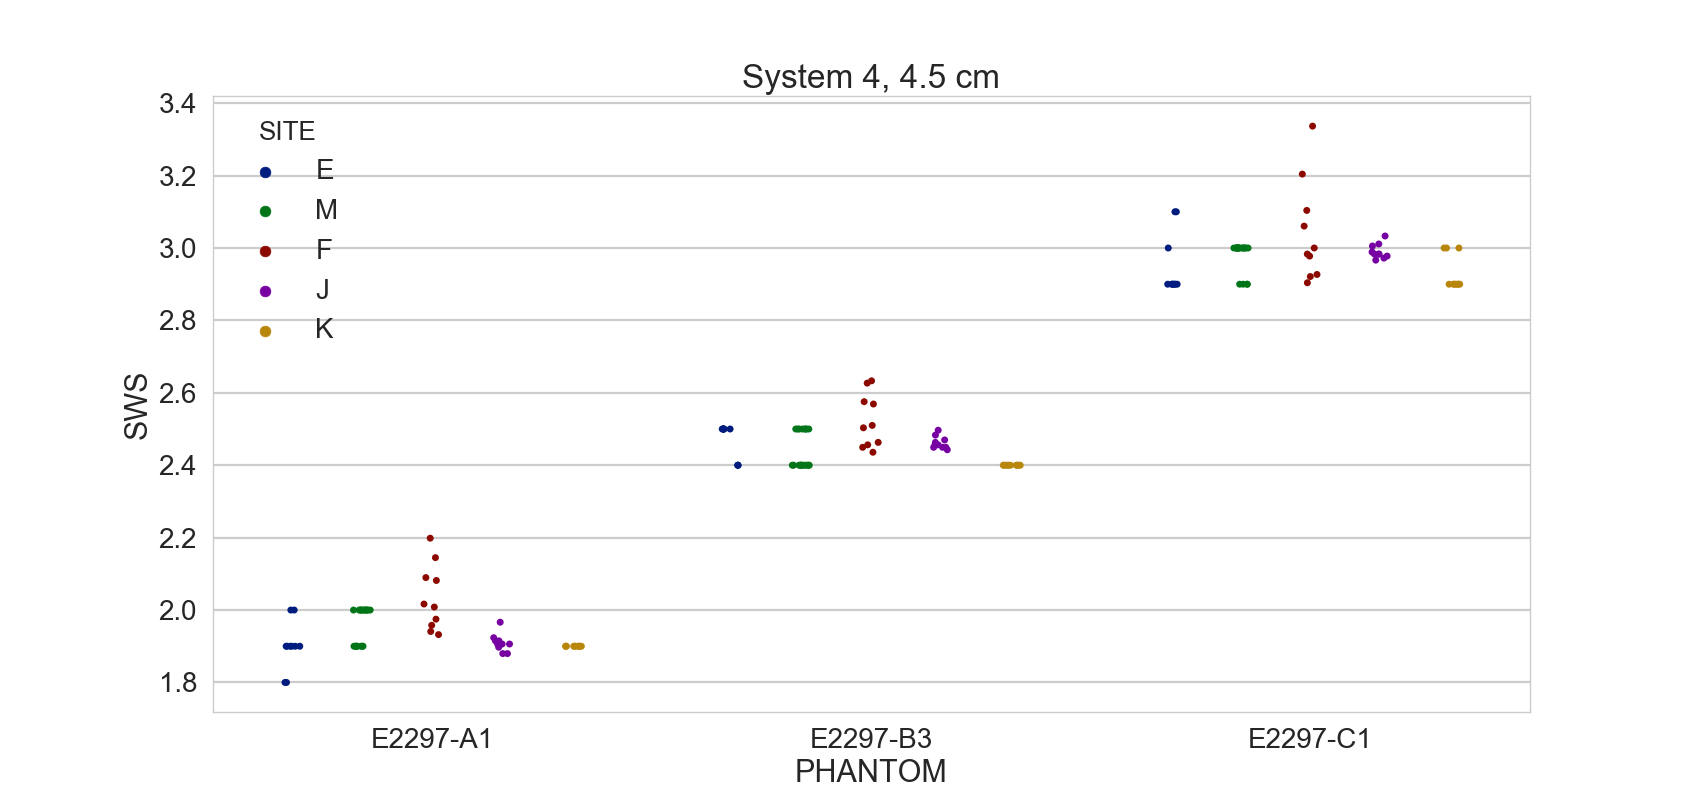 System 4, 4.5 cm
3.4
3.2
3.0
2.8
2.6
2.4
2.2
2.0
1.8
SWS
SITE
E
M
F
J
K
E2297-A1 E2297-B3 E2297-C1
PHANTOM